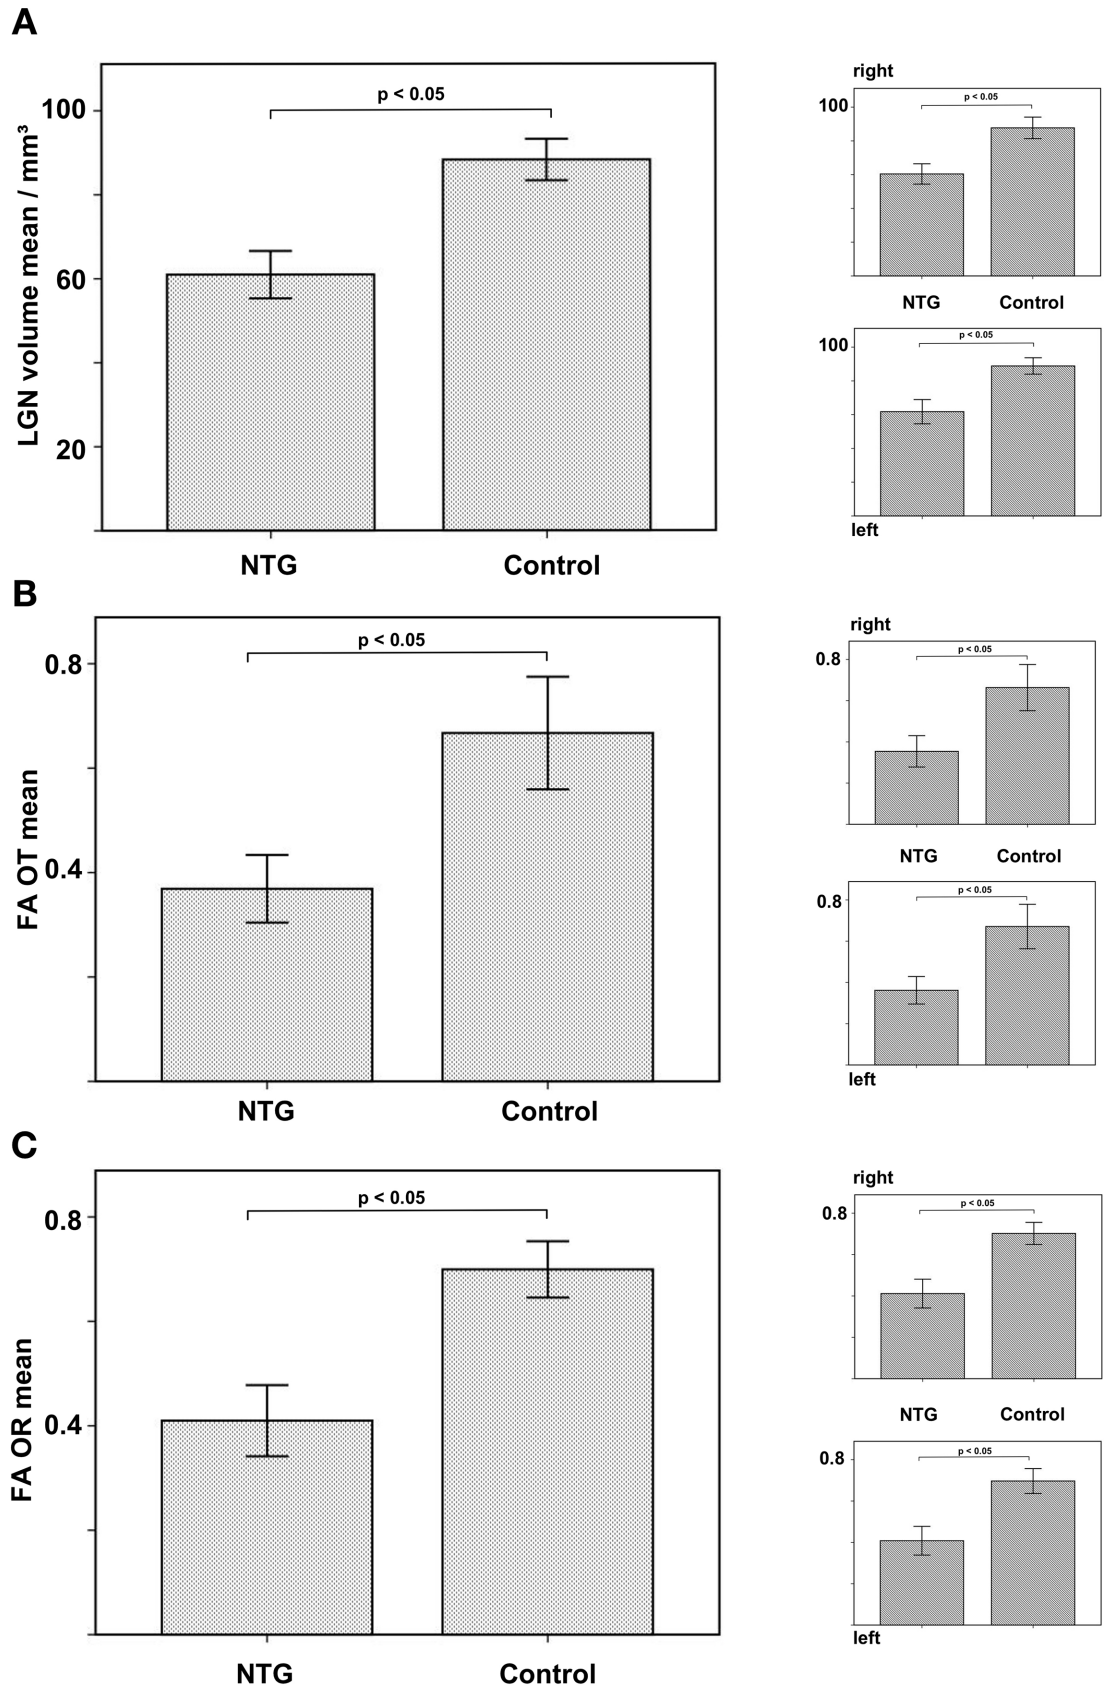 A
LGN volume mean / mm³
100
60
20
p < 0.05
NTG Control
right
100
p < 0.05
NTG Control
100
p < 0.05
left
B
FA OT mean
0.8
0.4
p < 0.05
NTG Control
right
0.8
p < 0.05
NTG Control
0.8
p < 0.05
left
C
FA OR mean
0.8
0.4
p < 0.05
NTG Control
right
0.8
p < 0.05
NTG Control
0.8
p < 0.05
left